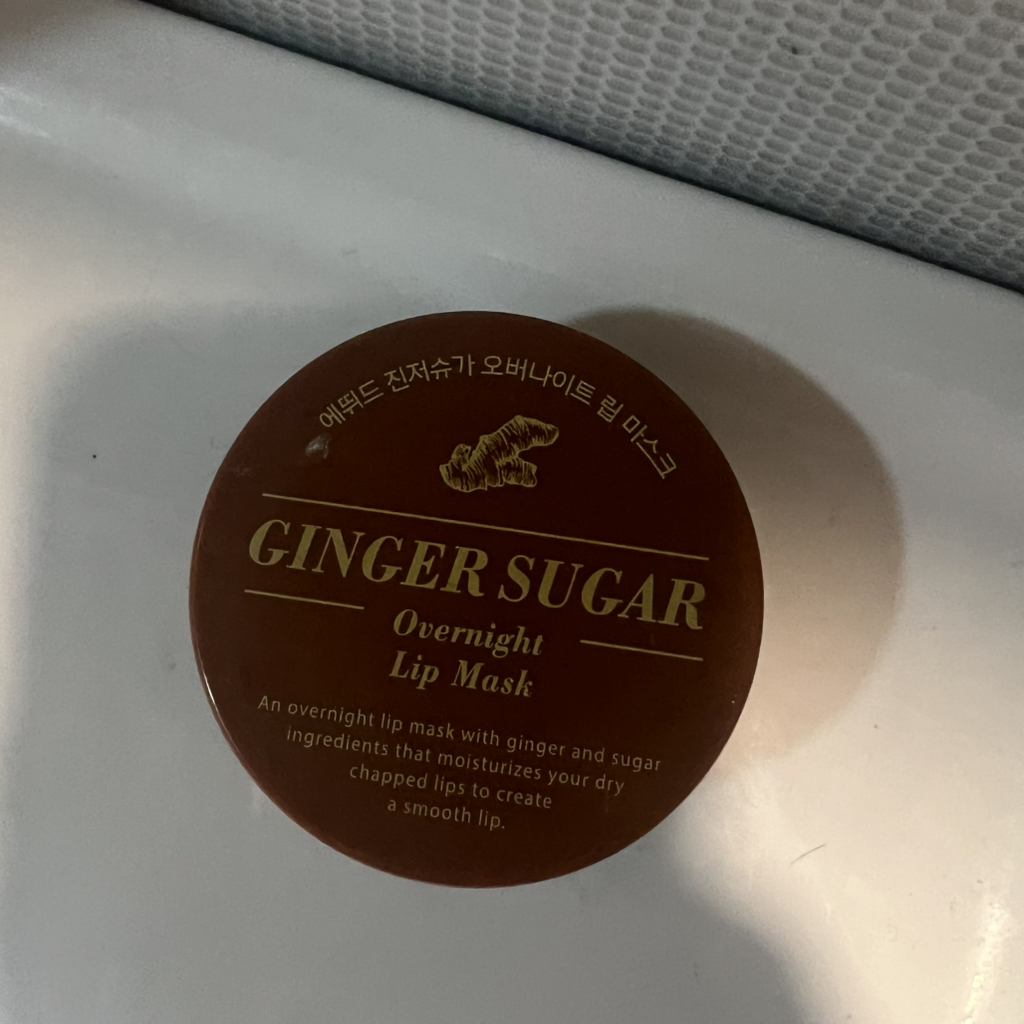 에뛰드 진저슈가 오버나이트 립 마스크
GINGER SUGAR
Overnight
Lip Mask
An overnight lip mask with ginger and sugar
ingredients that moisturizes your dry
chapped lips to create
a smooth lip.